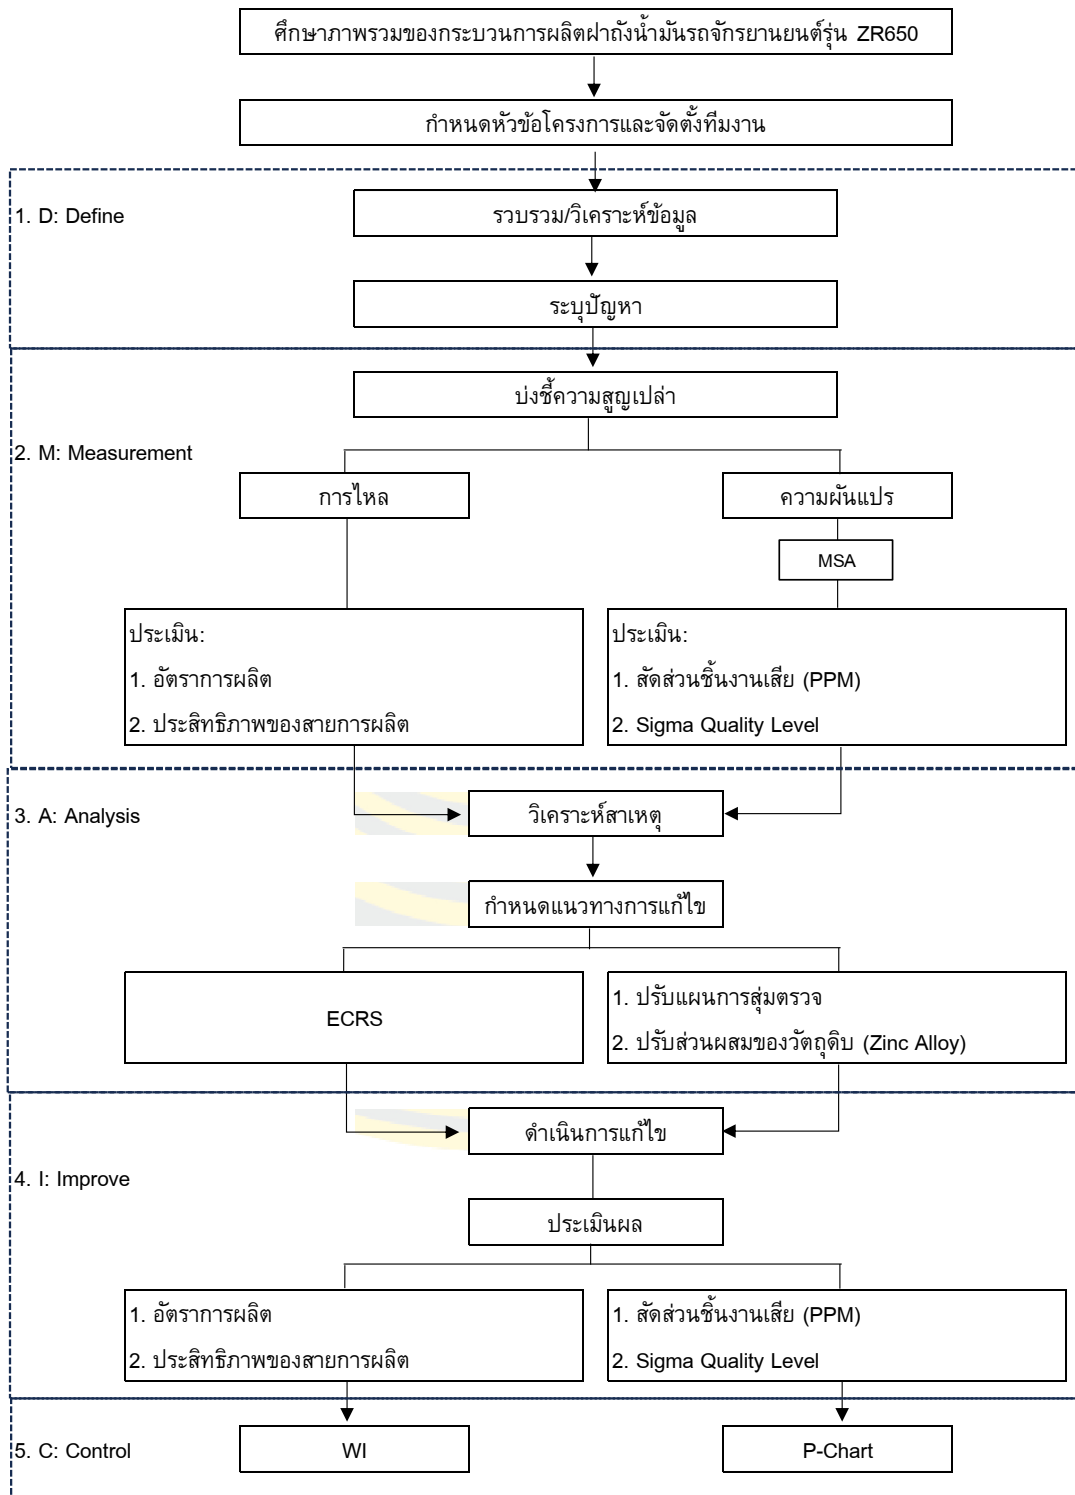 ศึกษาภาพรวมของกระบวนการผลิตฝาถังน้ำมันรถจักรยานยนต์รุ่น ZR650
กำหนดหัวข้อโครงการและจัดตั้งทีมงาน
1. D: Define
รวบรวม/วิเคราะห์ข้อมูล
ระบุปัญหา
บ่งชี้ความสูญเปล่า
2. M: Measurement
การไหล
ความผันแปร
MSA
ประเมิน:
1. อัตราการผลิต
2. ประสิทธิภาพของสายการผลิต
ประเมิน:
1. สัดส่วนชิ้นงานเสีย (PPM)
2. Sigma Quality Level
3. A: Analysis
วิเคราะห์สาเหตุ
กำหนดแนวทางการแก้ไข
ECRS
1. ปรับแผนการสุ่มตรวจ
2. ปรับส่วนผสมของวัตถุดิบ (Zinc Alloy)
ดำเนินการแก้ไข
4. I: Improve
ประเมินผล
1. อัตราการผลิต
2. ประสิทธิภาพของสายการผลิต
1. สัดส่วนชิ้นงานเสีย (PPM)
2. Sigma Quality Level
5. C: Control
WI
P-Chart